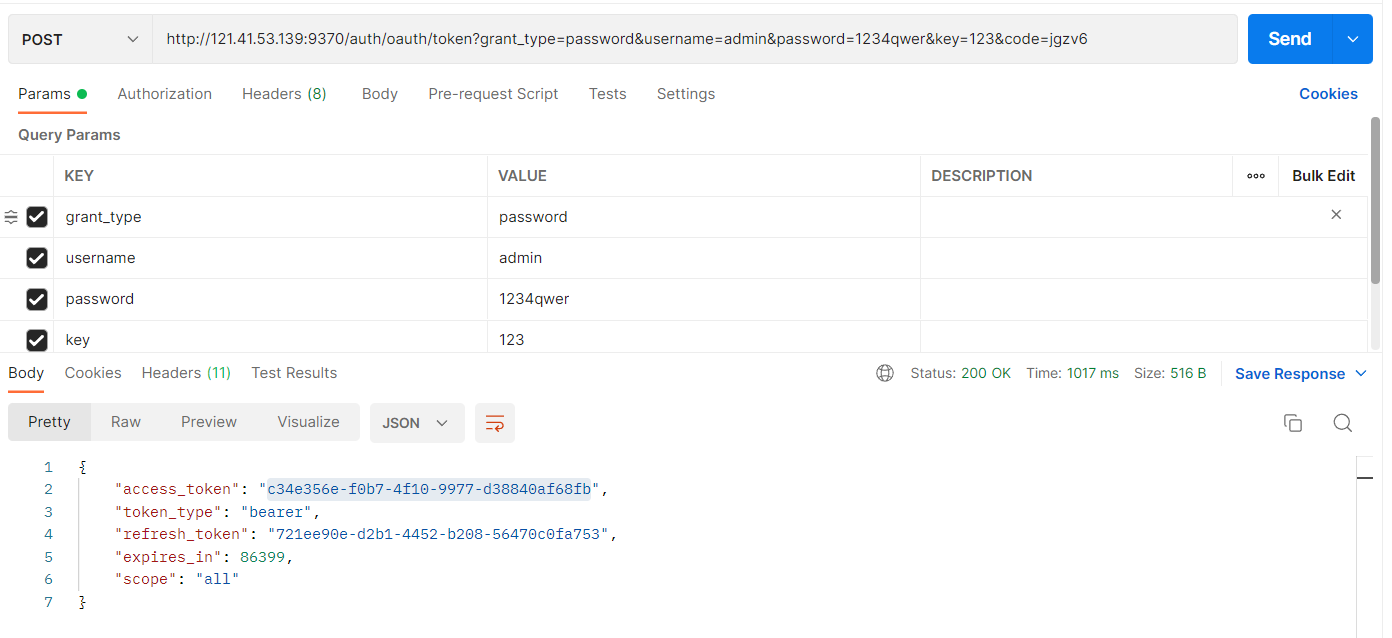 POST http://121.41.53.139:9370/auth/oauth/token?grant_type=password&username=admin&password=1234qwer&key=123&code=jgzv6 Send
Params Authorization Headers (8) Body Pre-request Script Tests Settings Cookies
Query Params
KEY VALUE DESCRIPTION ooo Bulk Edit
grant_type password
username admin
password 1234qwer
key 123
Body Cookies Headers (11) Test Results Status: 200 OK Time: 1017 ms Size: 516 B Save Response
Pretty Raw Preview Visualize JSON
1 {
2 "access_token": "c34e356e-f0b7-4f10-9977-d38840af68fb",
3 "token_type": "bearer",
4 "refresh_token": "721ee90e-d2b1-4452-b208-56470c0fa753",
5 "expires_in": 86399,
6 "scope": "all"
7 }